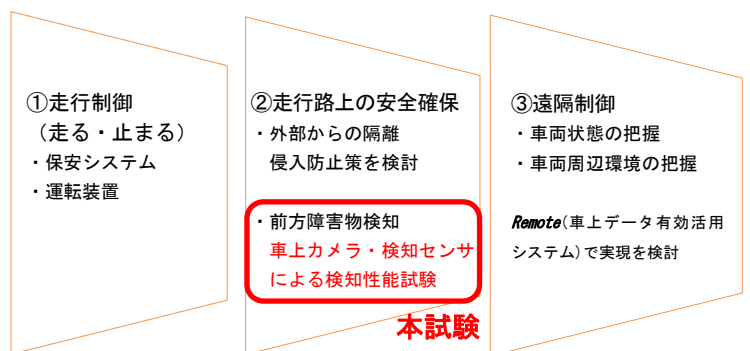 ①走行制御
（走る・止まる）
・保安システム
・運転装置
②走行路上の安全確保
・外部からの隔離
侵入防止策を検討
・前方障害物検知
車上カメラ・検知センサ
による検知性能試験
本試験
③遠隔制御
・車両状態の把握
・車両周辺環境の把握
Remote(車上データ有効活用
システム)で実現を検討